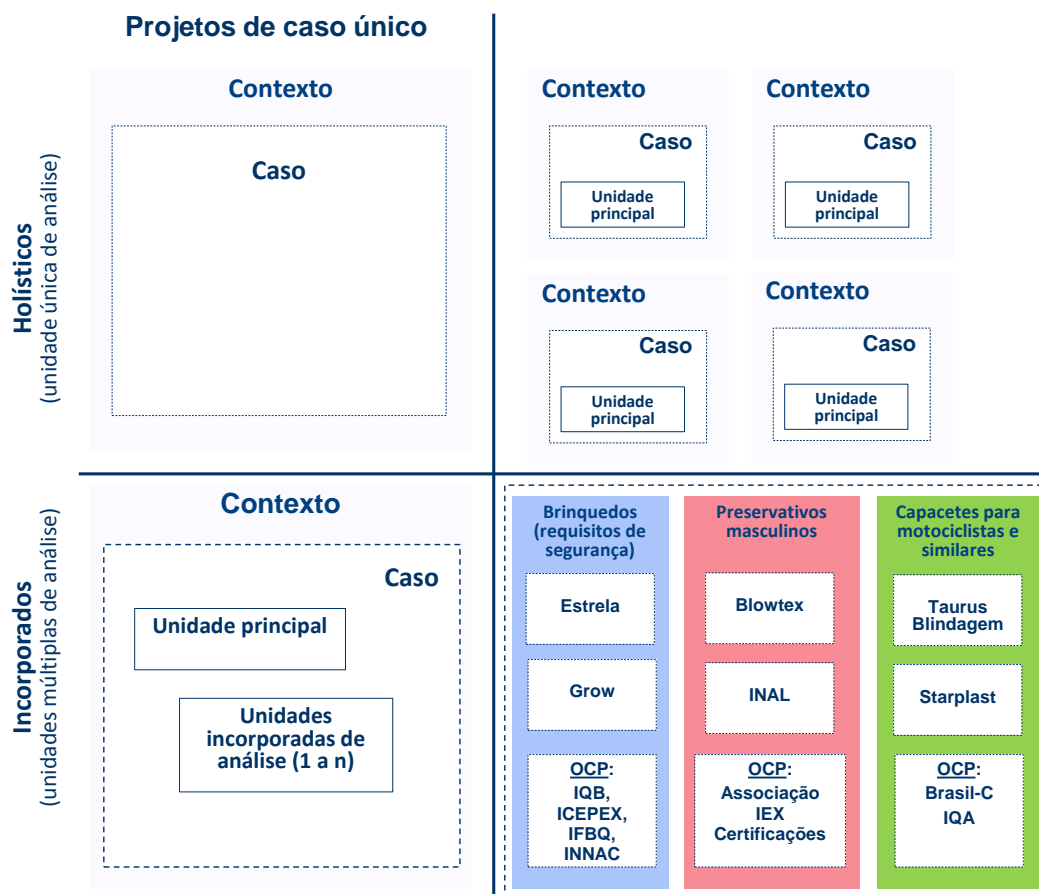 Projetos de caso único
Holísticos
(unidade única de análise)
Contexto
Caso
Contexto
Caso
Unidade
principal
Contexto
Caso
Unidade
principal
Contexto
Caso
Unidade
principal
Contexto
Caso
Unidade
principal
Incorporados
(unidades múltiplas de análise)
Contexto
Caso
Unidade principal
Unidades
incorporadas de
análise (1 a n)
Brinquedos
(requisitos de
segurança)
Estrela
Grow
OCP:
IQB,
ICEPEX,
IFBQ,
INNAC
Preservativos
masculinos
Blowtex
INAL
OCP:
Associação
IEX
Certificações
Capacetes para
motociclistas e
similares
Taurus
Blindagem
Starplast
OCP:
Brasil-C
IQA